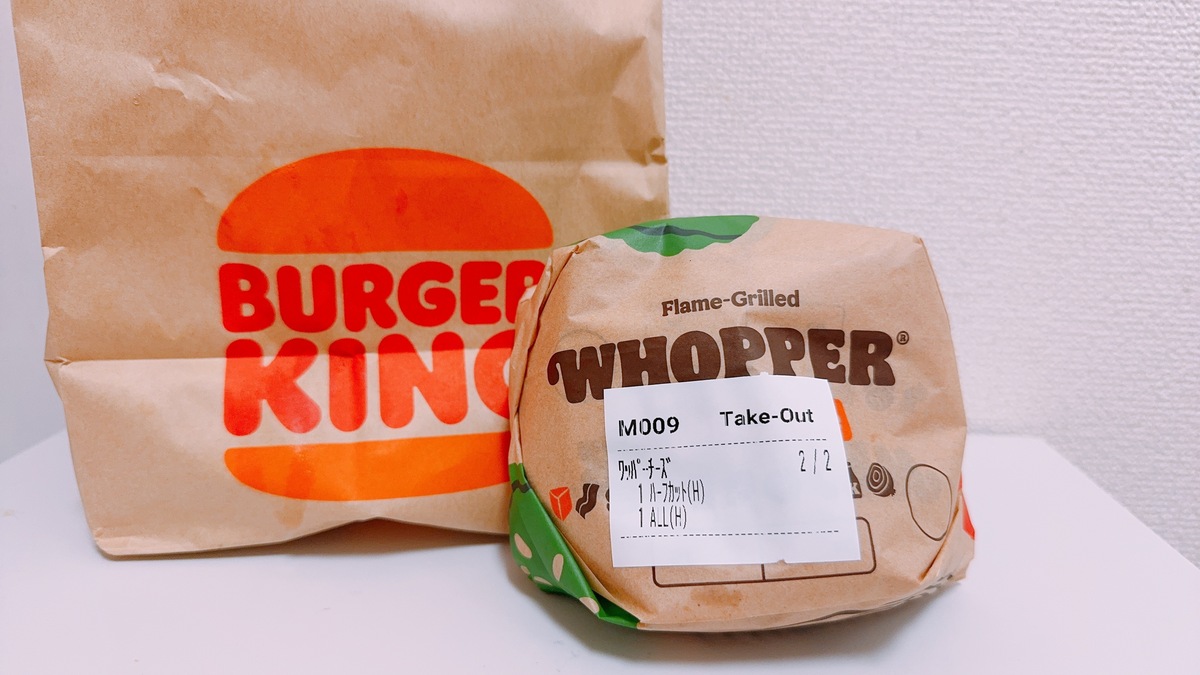 BURGER
KING
Flame-Grilled
WHOPPER®
M009 Take-Out
ワッパーチーズ 2/2
1 ハーフカット(H)
1 ALL(H)